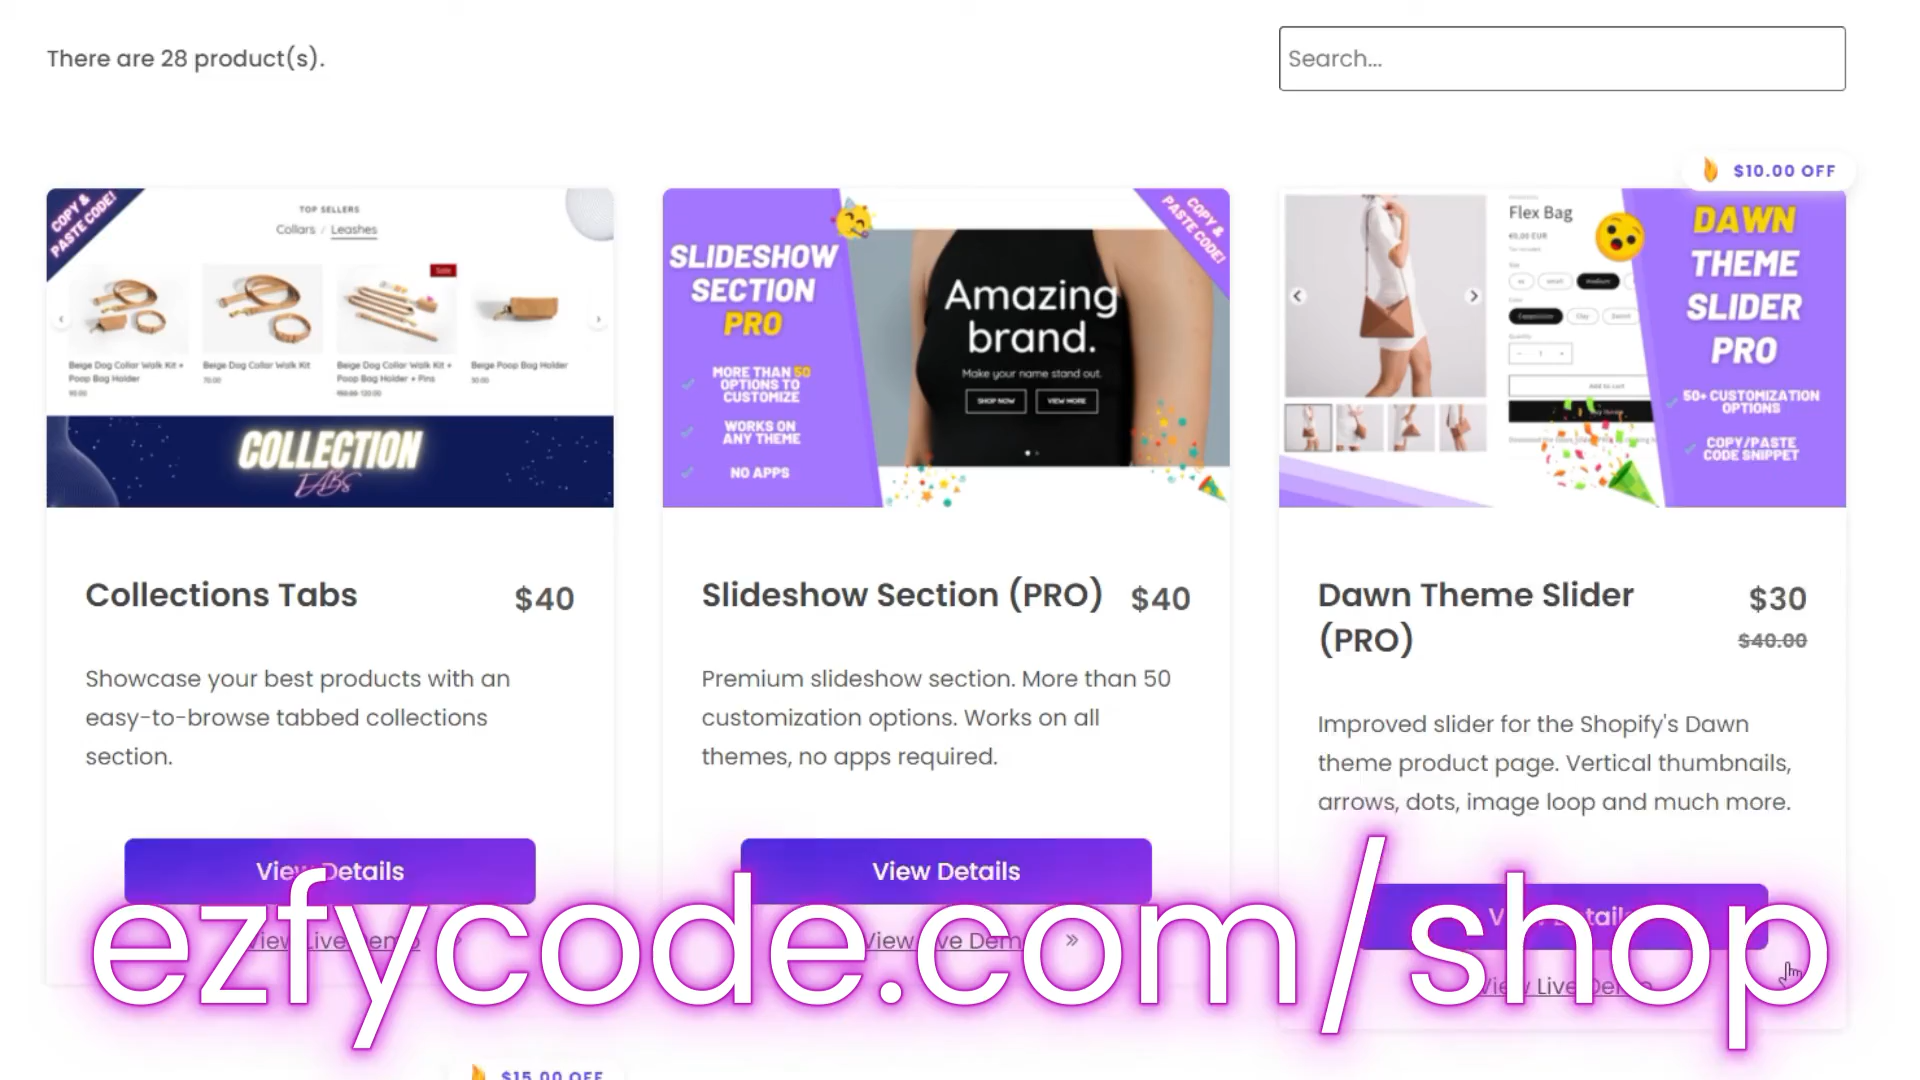 There are 28 product(s).
Search...
$10.00 OFF
COPY &
PASTE CODE!
TOP SELLERS
Collars / Leashes
Sale
Beige Dog Collar Walk Kit +
Poop Bag Holder
90.00
Beige Dog Collar Walk Kit
70.00
Beige Dog Collar Walk Kit +
Poop Bag Holder + Pins
120.00
Beige Poop Bag Holder
30.00
COLLECTION
TABS
SLIDESHOW
SECTION
PRO
MORE THAN 50
OPTIONS TO
CUSTOMIZE
WORKS ON
ANY THEME
NO APPS
COPY &
PASTE CODE!
Amazing
brand.
Make your name stand out.
SHOP NOW
VIEW MORE
Flex Bag
Add to cart
DAWN
THEME
SLIDER
PRO
50+ CUSTOMIZATION
OPTIONS
COPY/PASTE
CODE SNIPPET
Collections Tabs
$40
Showcase your best products with an
easy-to-browse tabbed collections
section.
View Details
View Live Demo
Slideshow Section (PRO)
$40
Premium slideshow section. More than 50
customization options. Works on all
themes, no apps required.
View Details
View Live Demo »
Dawn Theme Slider
(PRO)
$30
$40.00
Improved slider for the Shopify's Dawn
theme product page. Vertical thumbnails,
arrows, dots, image loop and much more.
View Details
View Live Demo
ezfycode.com/shop
$15.00 OFF